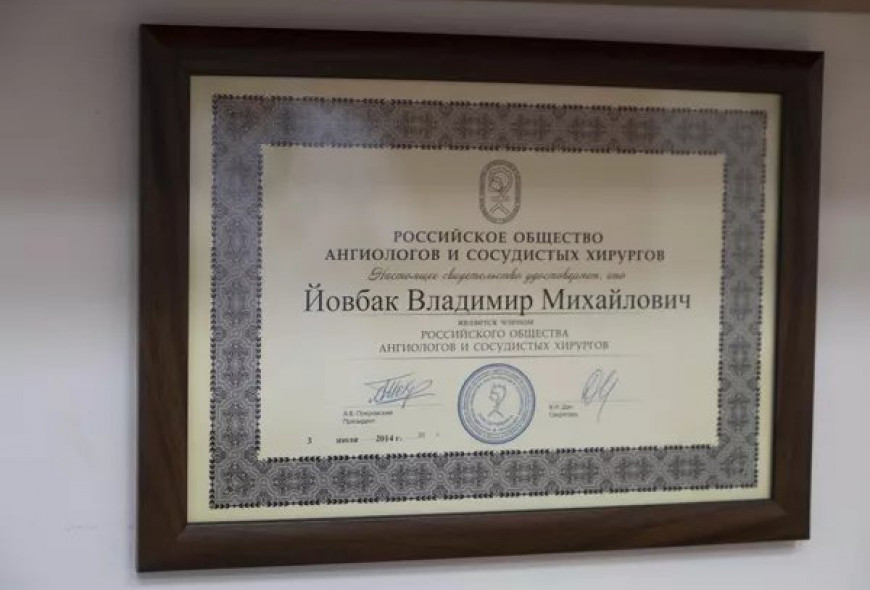 РОССИЙСКОЕ ОБЩЕСТВО
АНГИОЛОГОВ И СОСУДИСТЫХ ХИРУРГОВ
Настоящее свидетельство удостоверяет, что
Йовбак Владимир Михайлович
является членом
РОССИЙСКОГО ОБЩЕСТВА
АНГИОЛОГОВ И СОСУДИСТЫХ ХИРУРГОВ
А.В. Покровский
Президент
Секретарь
3 июля 2014 г.